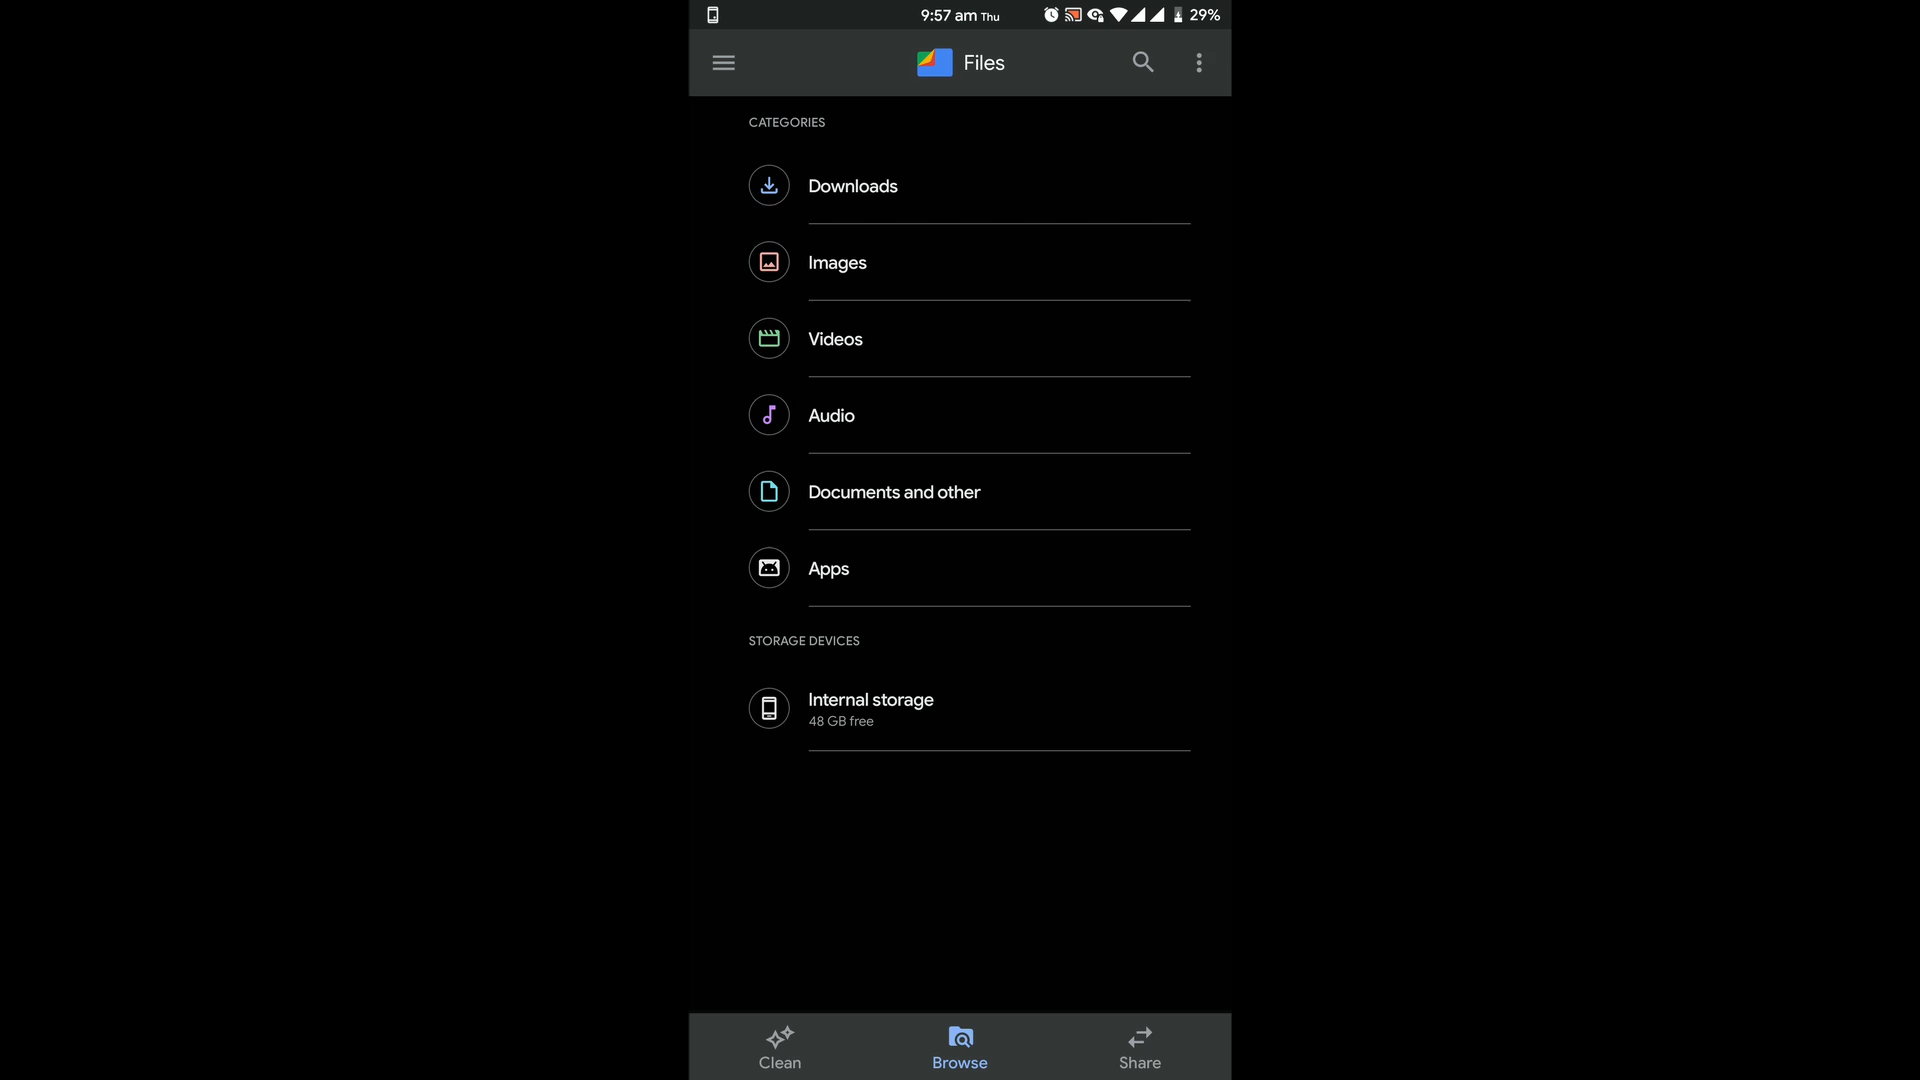 9:57 am Thu 29%
Files
CATEGORIES
Downloads
Images
Videos
Audio
Documents and other
Apps
STORAGE DEVICES
Internal storage
48 GB free
Clean Browse Share